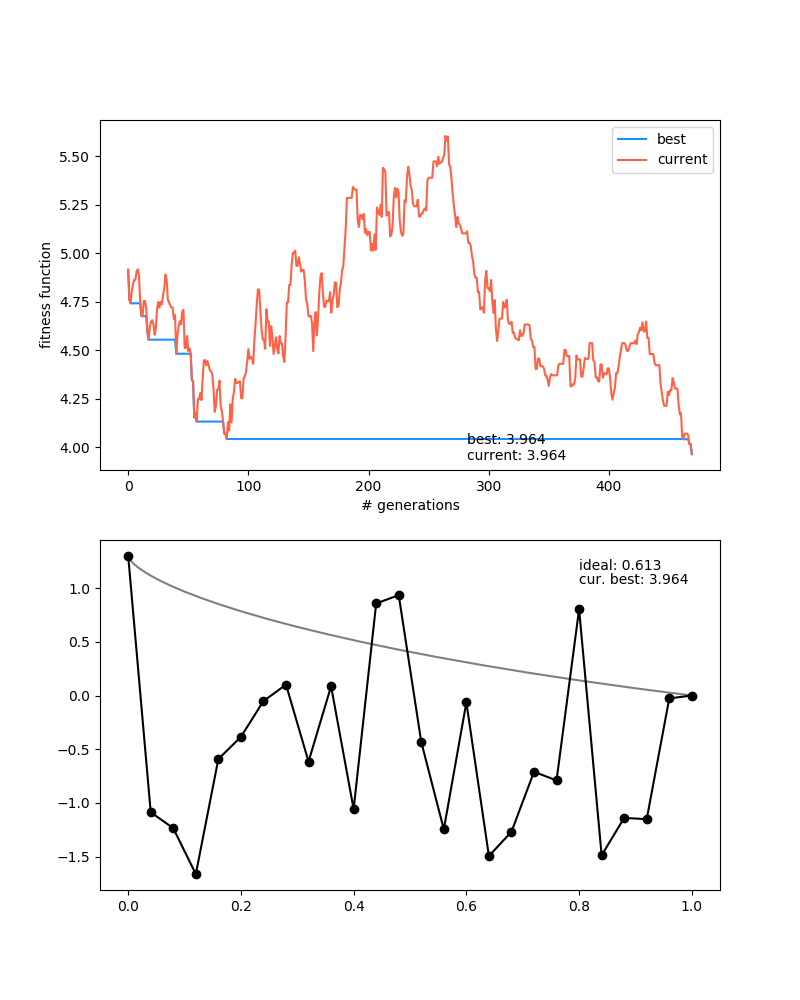 best
current
5.50
5.25
5.00
4.75
4.50
4.25
4.00
fitness function
best: 3.964
current: 3.964
0 100 200 300 400
# generations
ideal: 0.613
cur. best: 3.964
1.0
0.5
0.0
−0.5
−1.0
−1.5
0.0 0.2 0.4 0.6 0.8 1.0